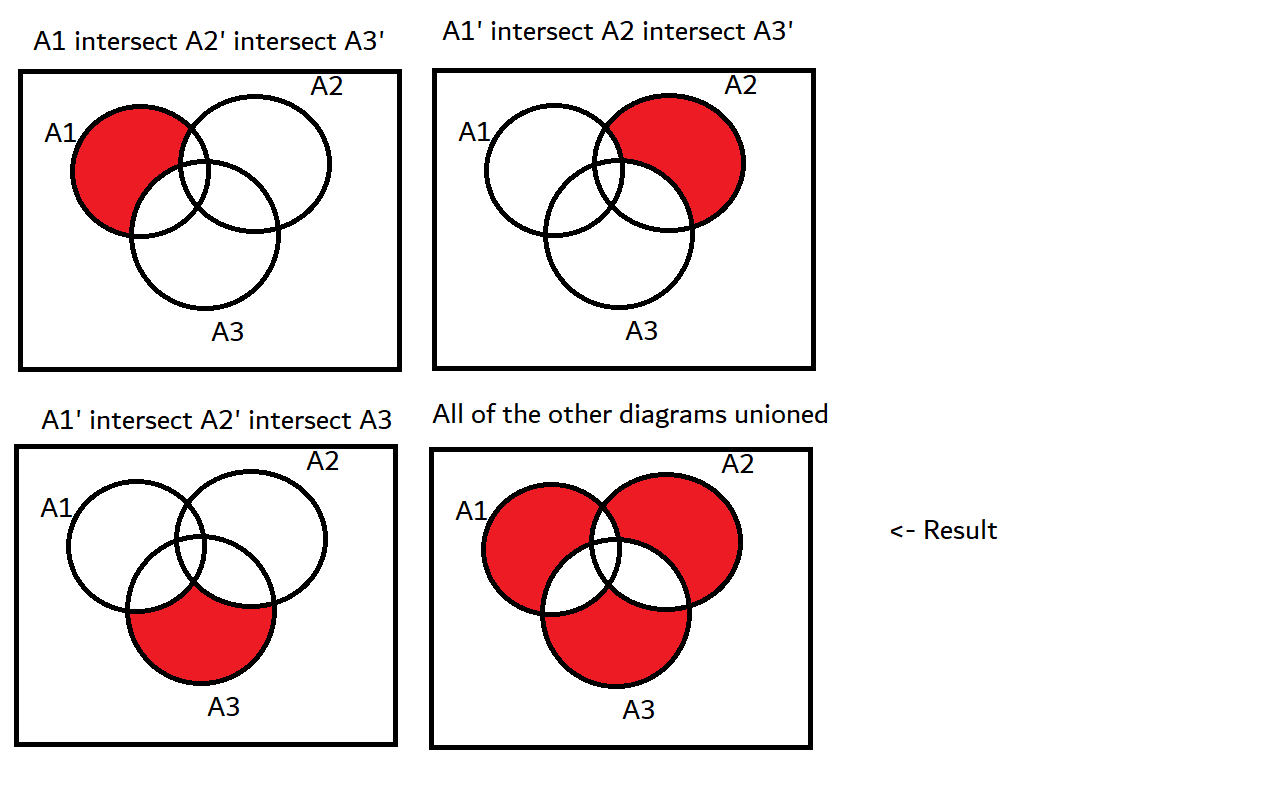 A1 intersect A2' intersect A3'
A1' intersect A2 intersect A3'
A2
A1
A3
A2
A1
A3
A1' intersect A2' intersect A3
All of the other diagrams unioned
A2
A1
A3
A2
A1
A3
<- Result